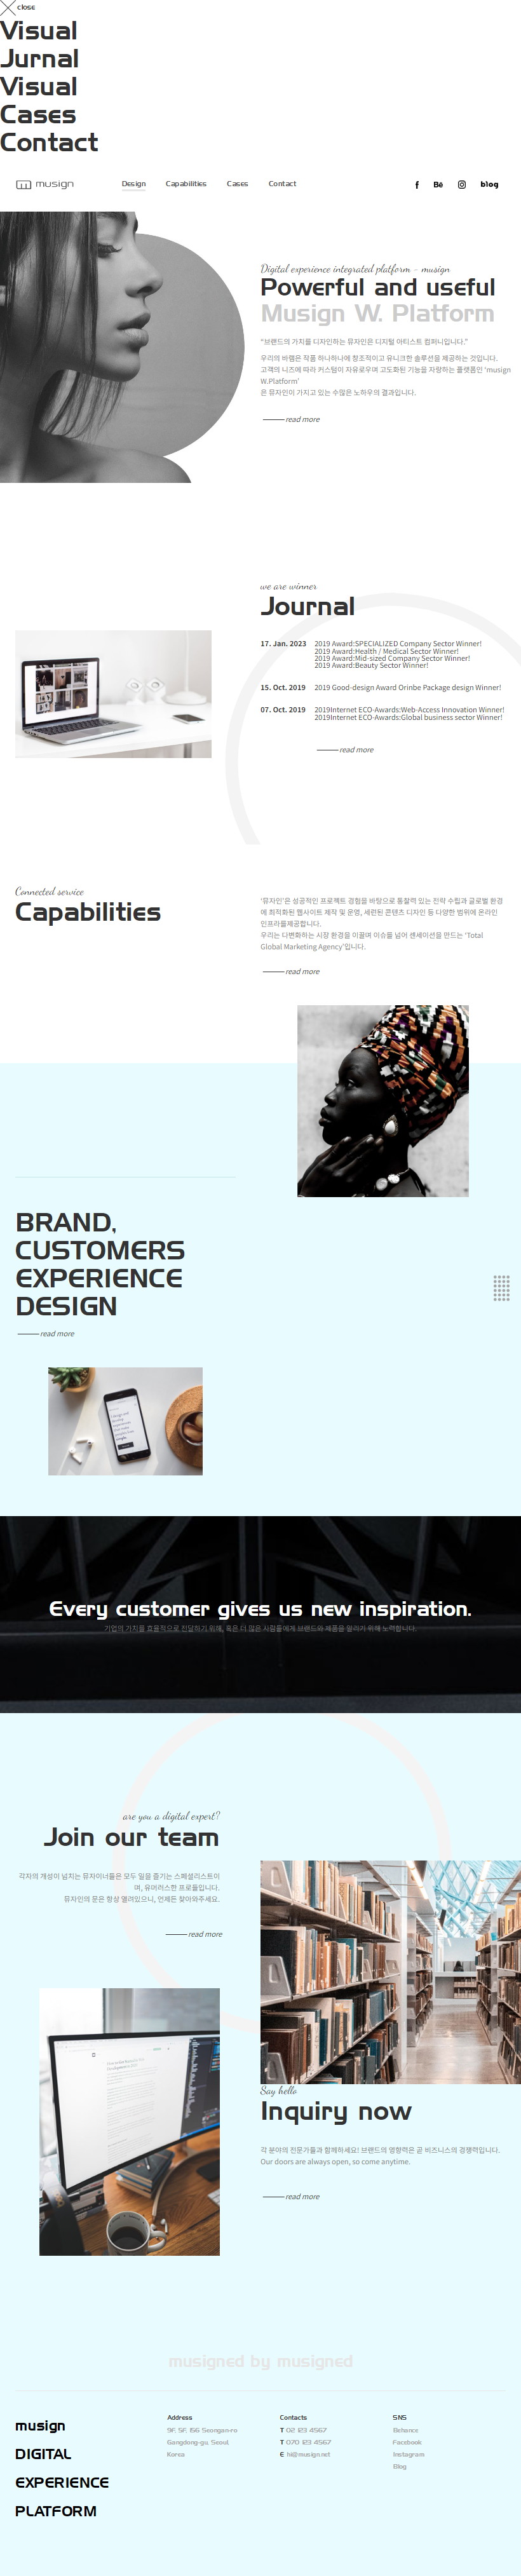 close
Visual
Jurnal
Visual
Cases
Contact
musign
Design
Capabilities
Cases
Contact
Bē
blog
Digital experience integrated platform - musign
Powerful and useful
Musign W. Platform
"브랜드의 가치를 디자인하는 뮤자인은 디지털 아티스트 컴퍼니입니다."
우리의 바램은 작품 하나하나에 창조적이고 유니크한 솔루션을 제공하는 것입니다.
고객의 니즈에 따라 커스텀이 자유로우며 고도화된 기능을 자랑하는 플랫폼인 'musign
W.Platform'
은 뮤자인이 가지고 있는 수많은 노하우의 결과입니다.
read more
we are winner
Journal
17. Jan. 2023
2019 Award:SPECIALIZED Company Sector Winner!
2019 Award:Health / Medical Sector Winner!
2019 Award:Mid-sized Company Sector Winner!
2019 Award:Beauty Sector Winner!
15. Oct. 2019
2019 Good-design Award Orinbe Package design Winner!
07. Oct. 2019
2019Internet ECO-Awards:Web-Access Innovation Winner!
2019Internet ECO-Awards:Global business sector Winner!
read more
Connected service
Capabilities
'뮤자인'은 성공적인 프로젝트 경험을 바탕으로 통찰력 있는 전략 수립과 글로벌 환경
에 최적화된 웹사이트 제작 및 운영, 세련된 콘텐츠 디자인 등 다양한 범위에 온라인
인프라를제공합니다.
우리는 다변화하는 시장 환경을 이끌며 이슈를 넘어 센세이션을 만드는 'Total
Global Marketing Agency'입니다.
read more
BRAND,
CUSTOMERS
EXPERIENCE
DESIGN
read more
Every customer gives us new inspiration.
기업의 가치를 효율적으로 전달하기 위해, 혹은 더 많은 사람들에게 브랜드와 제품을 알리기 위해 노력합니다.
are you a digital expert?
Join our team
각자의 개성이 넘치는 뮤자이너들은 모두 일을 즐기는 스페셜리스트이
며, 유머러스한 프로들입니다.
뮤자인의 문은 항상 열려있으니, 언제든 찾아와주세요.
read more
Say hello
Inquiry now
각 분야의 전문가들과 함께하세요! 브랜드의 영향력은 곧 비즈니스의 경쟁력입니다.
Our doors are always open, so come anytime.
read more
musigned by musigned
musign
DIGITAL
EXPERIENCE
PLATFORM
Address
9F, 5F, 156 Seongan-ro
Gangdong-gu, Seoul,
Korea
Contacts
T 02 123 4567
T 070 123 4567
E hi@musign.net
SNS
Behance
Facebook
Instagram
Blog